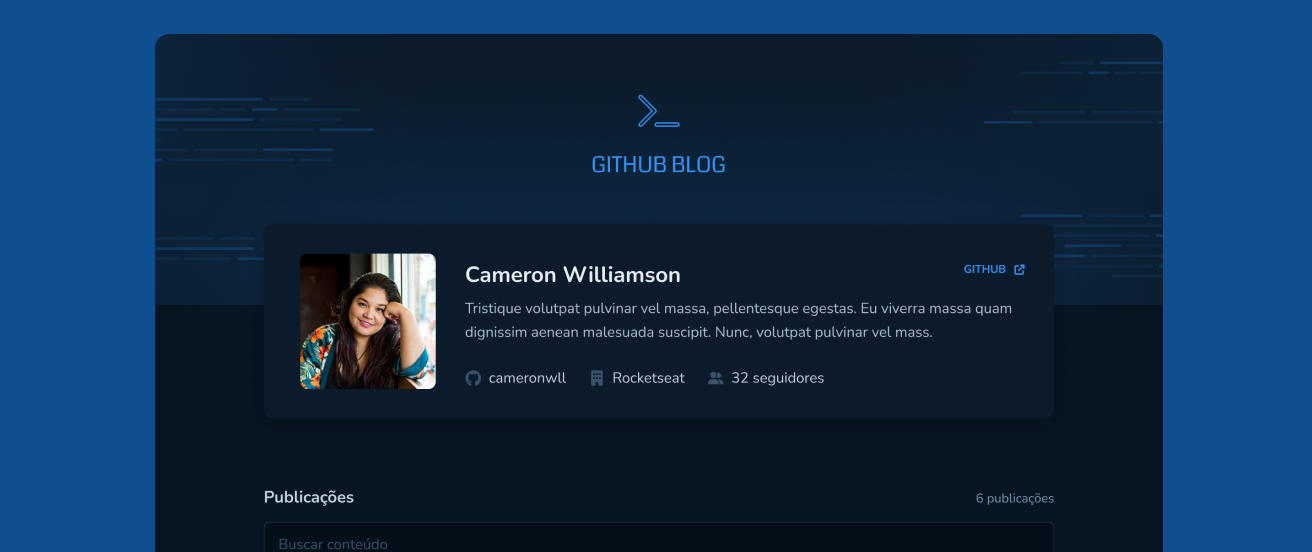 GITHUB BLOG
Cameron Williamson
GITHUB
Tristique volutpat pulvinar vel massa, pellentesque egestas. Eu viverra massa quam
dignissim aenean malesuada suscipit. Nunc, volutpat pulvinar vel mass.
cameronwll Rocketseat 32 seguidores
Publicações 6 publicações
Buscar conteúdo